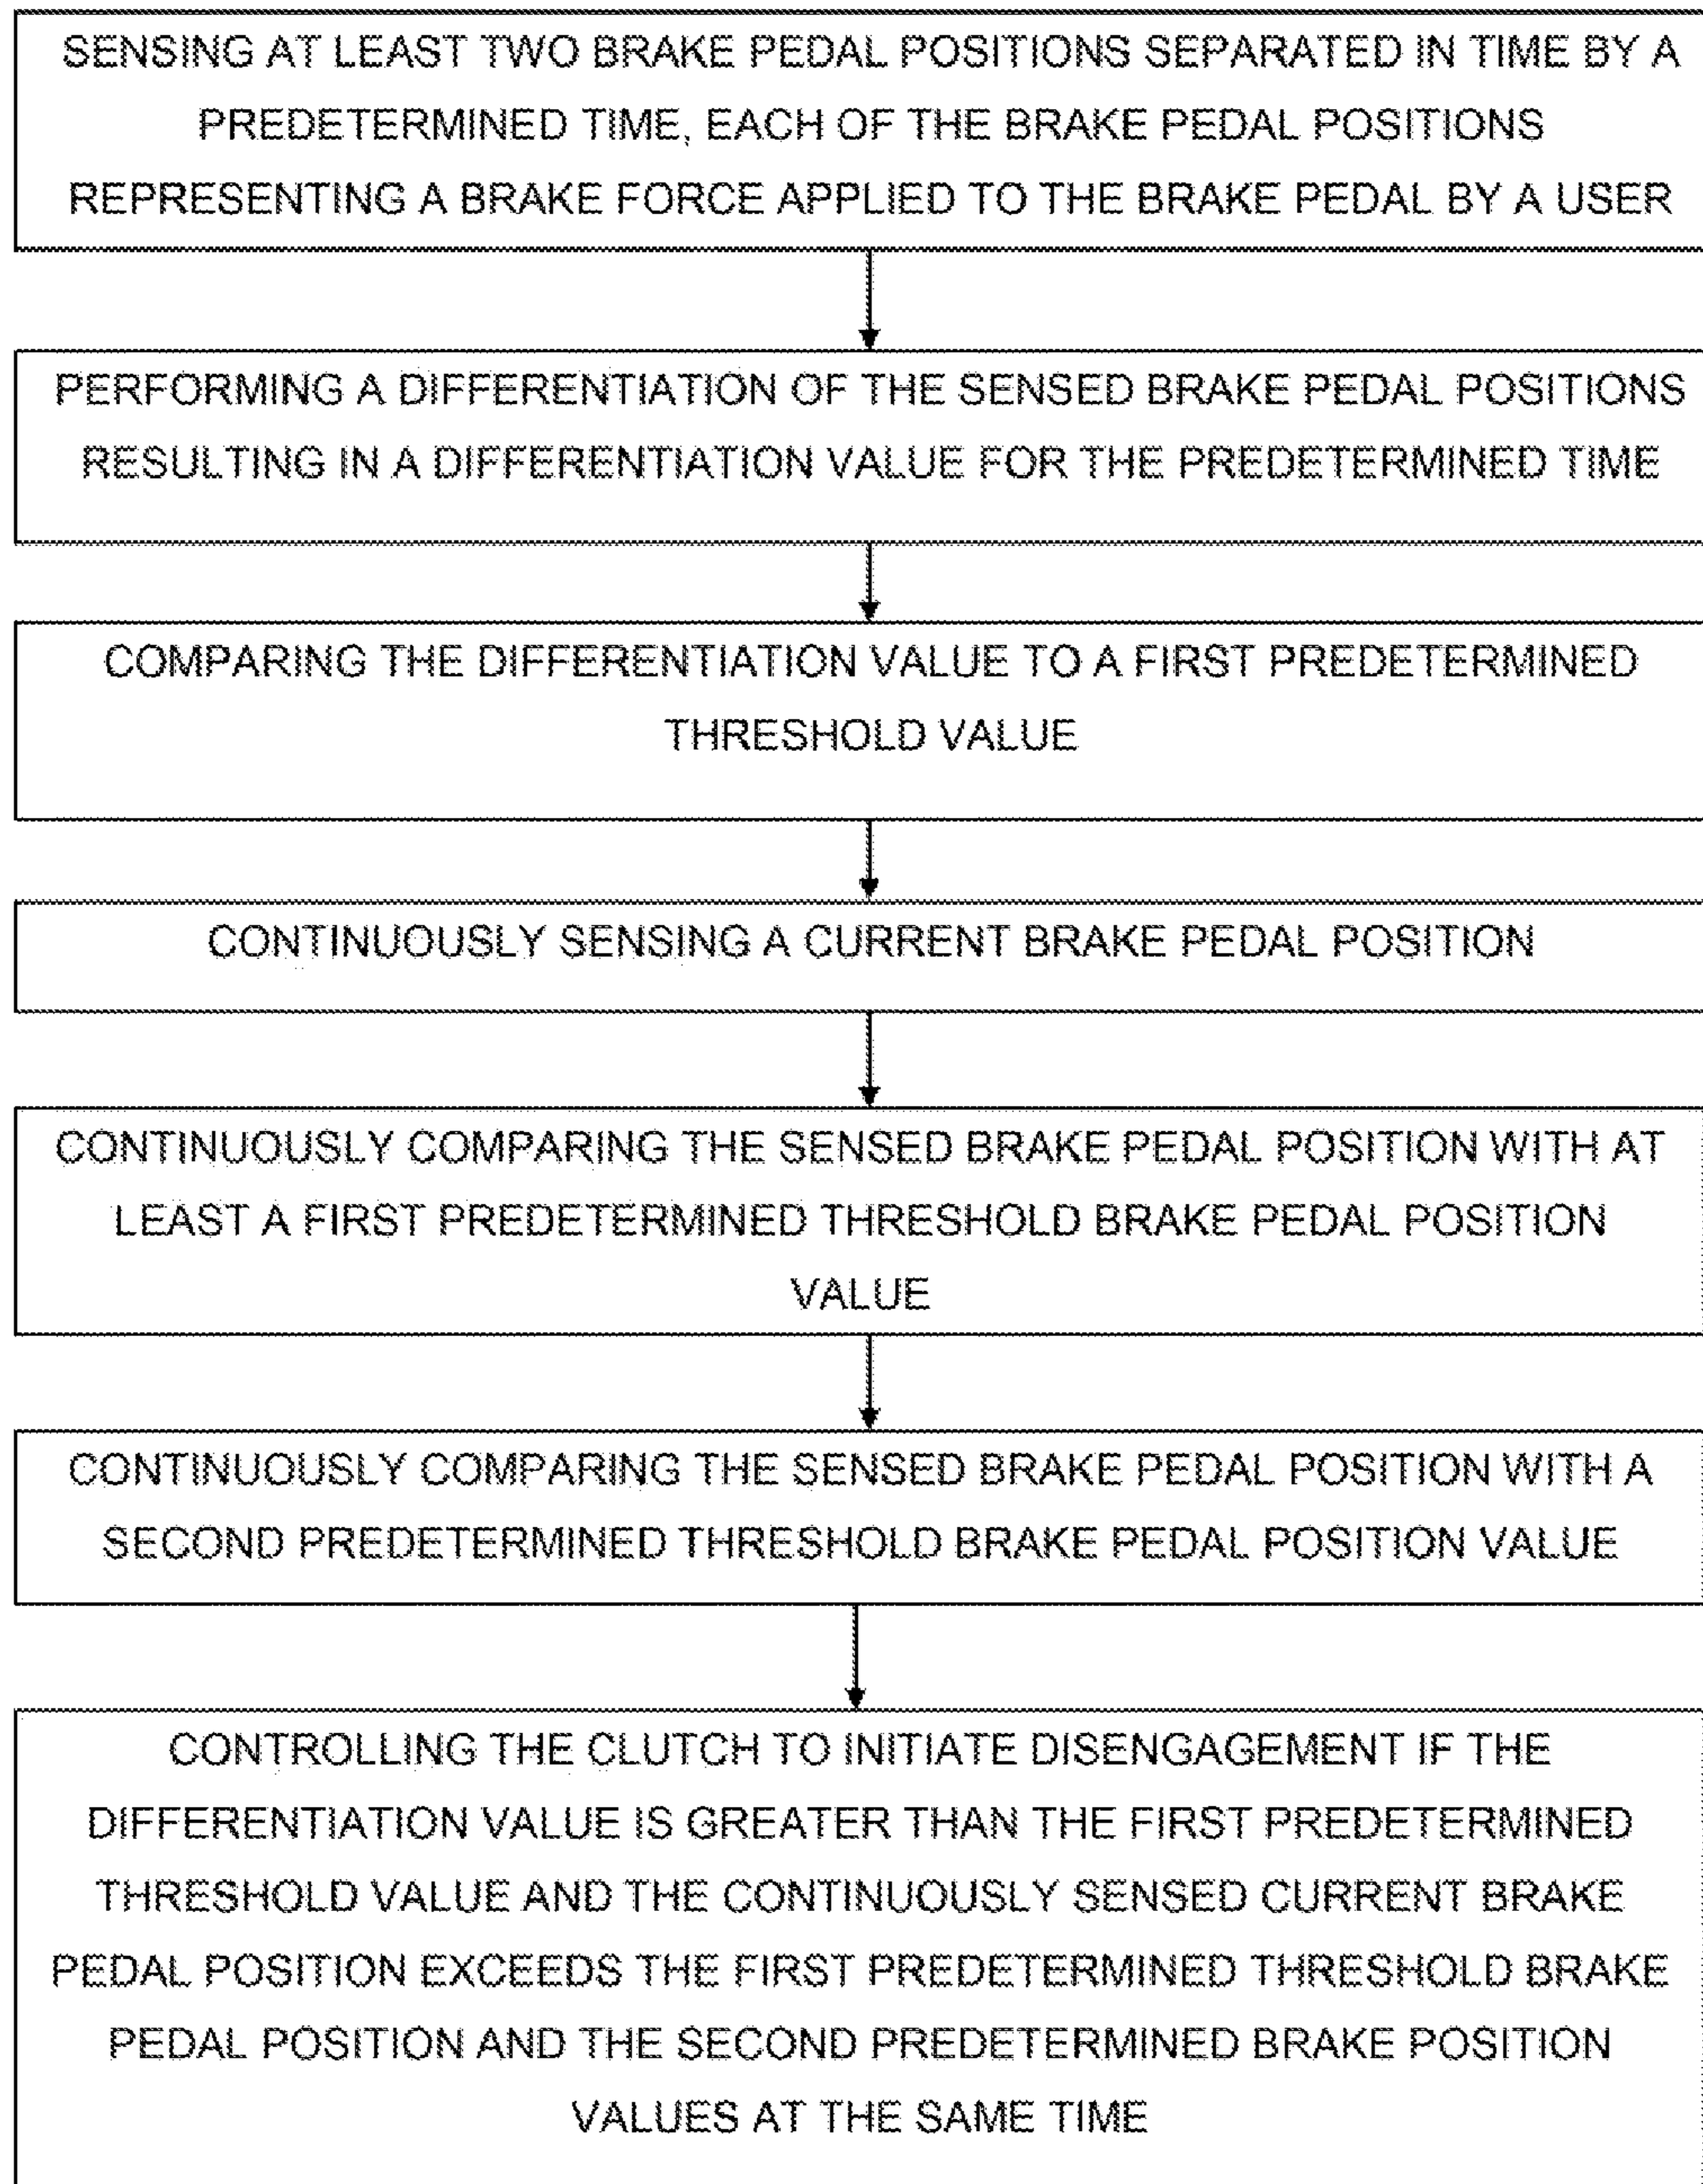 SENSING AT LEAST TWO BRAKE PEDAL POSITIONS SEPARATED IN TIME BY A
PREDETERMINED TIME, EACH OF THE BRAKE PEDAL POSITIONS
REPRESENTING A BRAKE FORCE APPLIED TO THE BRAKE PEDAL BY A USER
PERFORMING A DIFFERENTIATION OF THE SENSED BRAKE PEDAL POSITIONS
RESULTING IN A DIFFERENTIATION VALUE FOR THE PREDETERMINED TIME
COMPARING THE DIFFERENTIATION VALUE TO A FIRST PREDETERMINED
THRESHOLD VALUE
CONTINUOUSLY SENSING A CURRENT BRAKE PEDAL POSITION
CONTINUOUSLY COMPARING THE SENSED BRAKE PEDAL POSITION WITH AT
LEAST A FIRST PREDETERMINED THRESHOLD BRAKE PEDAL POSITION
VALUE
CONTINUOUSLY COMPARING THE SENSED BRAKE PEDAL POSITION WITH A
SECOND PREDETERMINED THRESHOLD BRAKE PEDAL POSITION VALUE
CONTROLLING THE CLUTCH TO INITIATE DISENGAGEMENT IF THE
DIFFERENTIATION VALUE IS GREATER THAN THE FIRST PREDETERMINED
THRESHOLD VALUE AND THE CONTINUOUSLY SENSED CURRENT BRAKE
PEDAL POSITION EXCEEDS THE FIRST PREDETERMINED THRESHOLD BRAKE
PEDAL POSITION AND THE SECOND PREDETERMINED BRAKE POSITION
VALUES AT THE SAME TIME